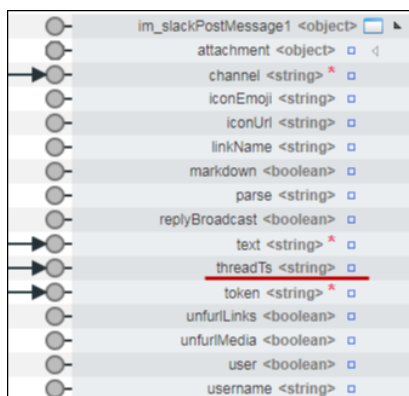 im_slackPostMessage1 <object>
attachment <object>
channel <string> *
iconEmoji <string>
iconUrl <string>
linkName <string>
markdown <boolean>
parse <string>
replyBroadcast <boolean>
text <string> *
threadTs <string>
token <string> *
unfurlLinks <boolean>
unfurlMedia <boolean>
user <boolean>
username <string>